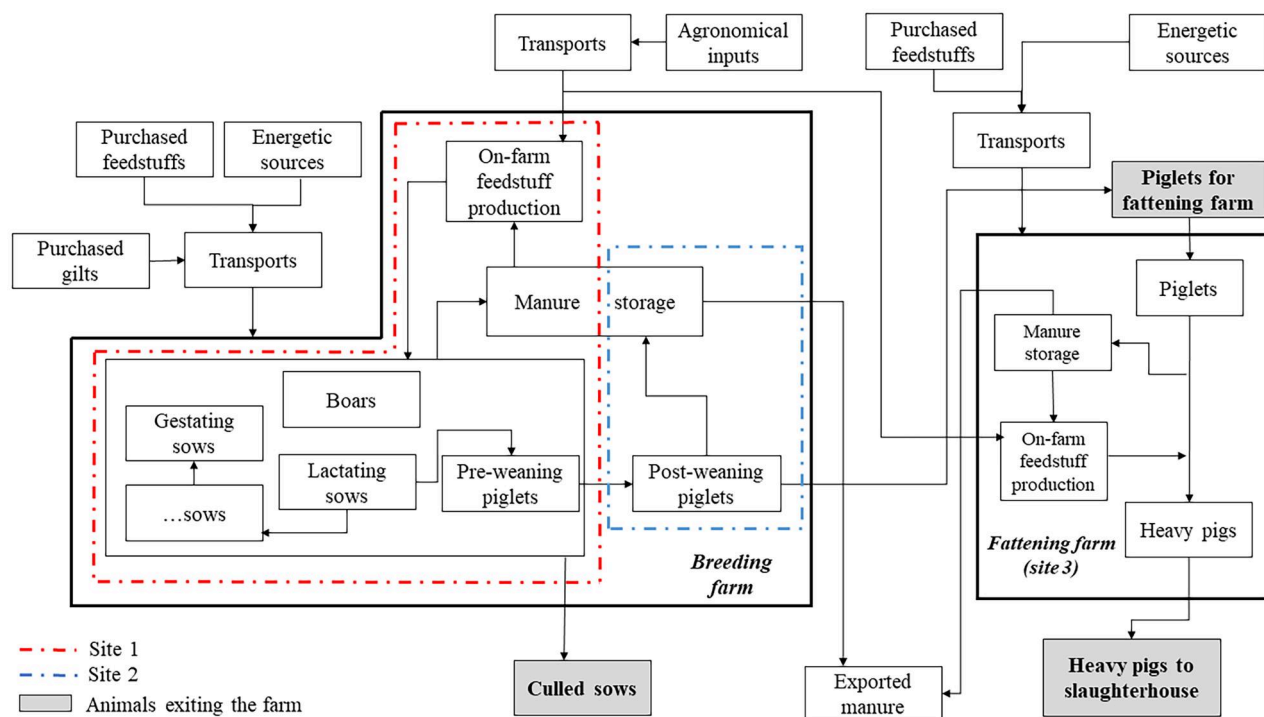 Transports
Agronomical
inputs
Purchased
feedstuffs
Energetic
sources
Purchased
feedstuffs
Energetic
sources
On-farm
feedstuff
production
Transports
Piglets for
fattening farm
Purchased
gilts
Transports
Manure storage
Piglets
Manure
storage
Boars
Gestating
sows
Lactating
sows
Pre-weaning
piglets
Post-weaning
piglets
On-farm
feedstuff
production
...sows
Heavy pigs
Breeding
farm
Fattening farm
(site 3)
Site 1
Site 2
Animals exiting the farm
Culled sows
Exported
manure
Heavy pigs to
slaughterhouse